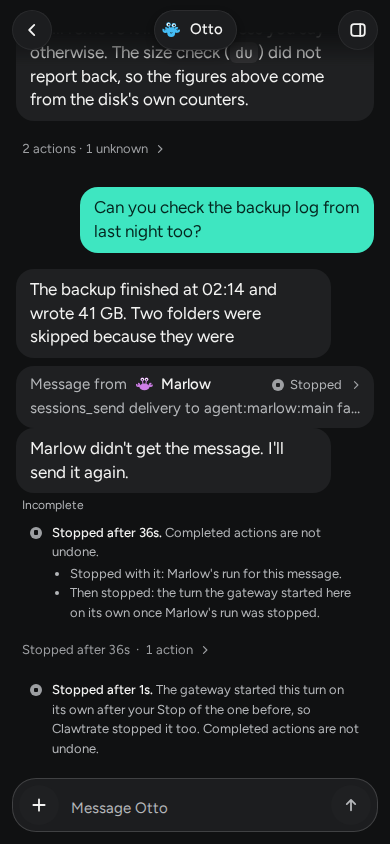 Otto
otherwise. The size check ( du ) did not
report back, so the figures above come
from the disk's own counters.
2 actions · 1 unknown
Can you check the backup log from
last night too?
The backup finished at 02:14 and
wrote 41 GB. Two folders were
skipped because they were
Message from Marlow Stopped
sessions_send delivery to agent:marlow:main fa...
Marlow didn't get the message. I'll
send it again.
Incomplete
Stopped after 36s. Completed actions are not
undone.
• Stopped with it: Marlow's run for this message.
• Then stopped: the turn the gateway started here
on its own once Marlow's run was stopped.
Stopped after 36s · 1 action
Stopped after 1s. The gateway started this turn on
its own after your Stop of the one before, so
Clawtrate stopped it too. Completed actions are not
undone.
Message Otto